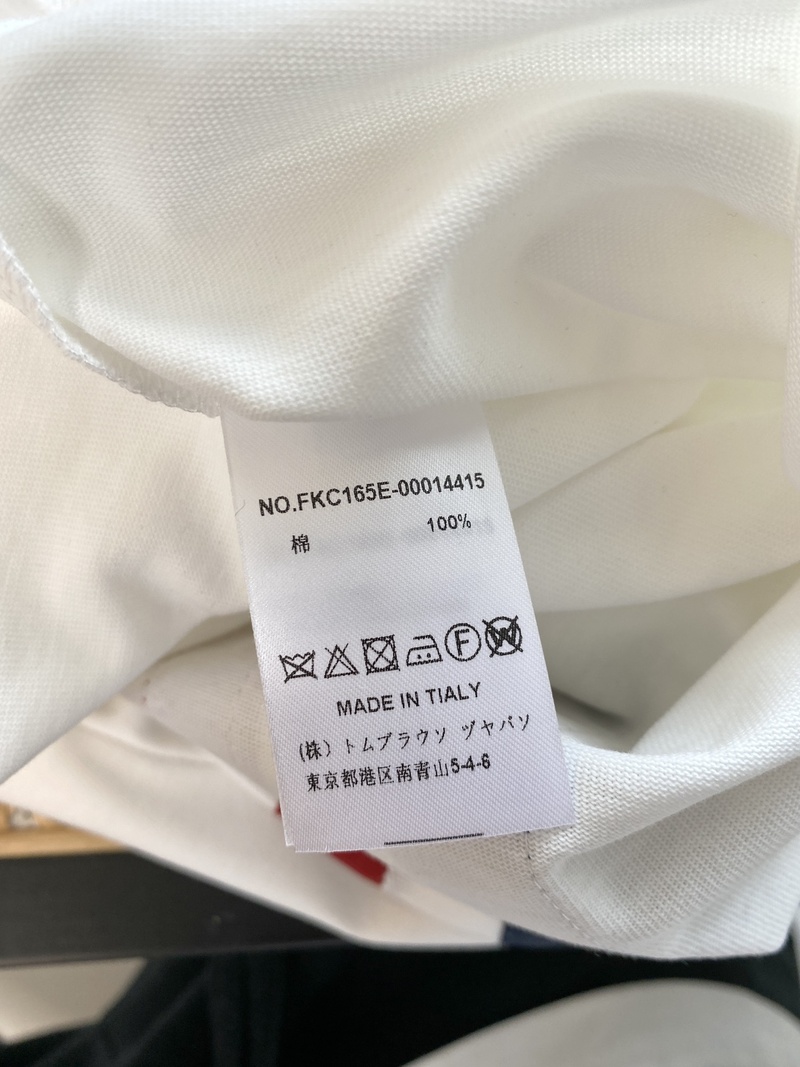 NO.FKC165E-00014415
棉 100%
F W
MADE IN TIALY
(株) トムブラウソ ヅヤパソ
東京都港区南青山5-4-6